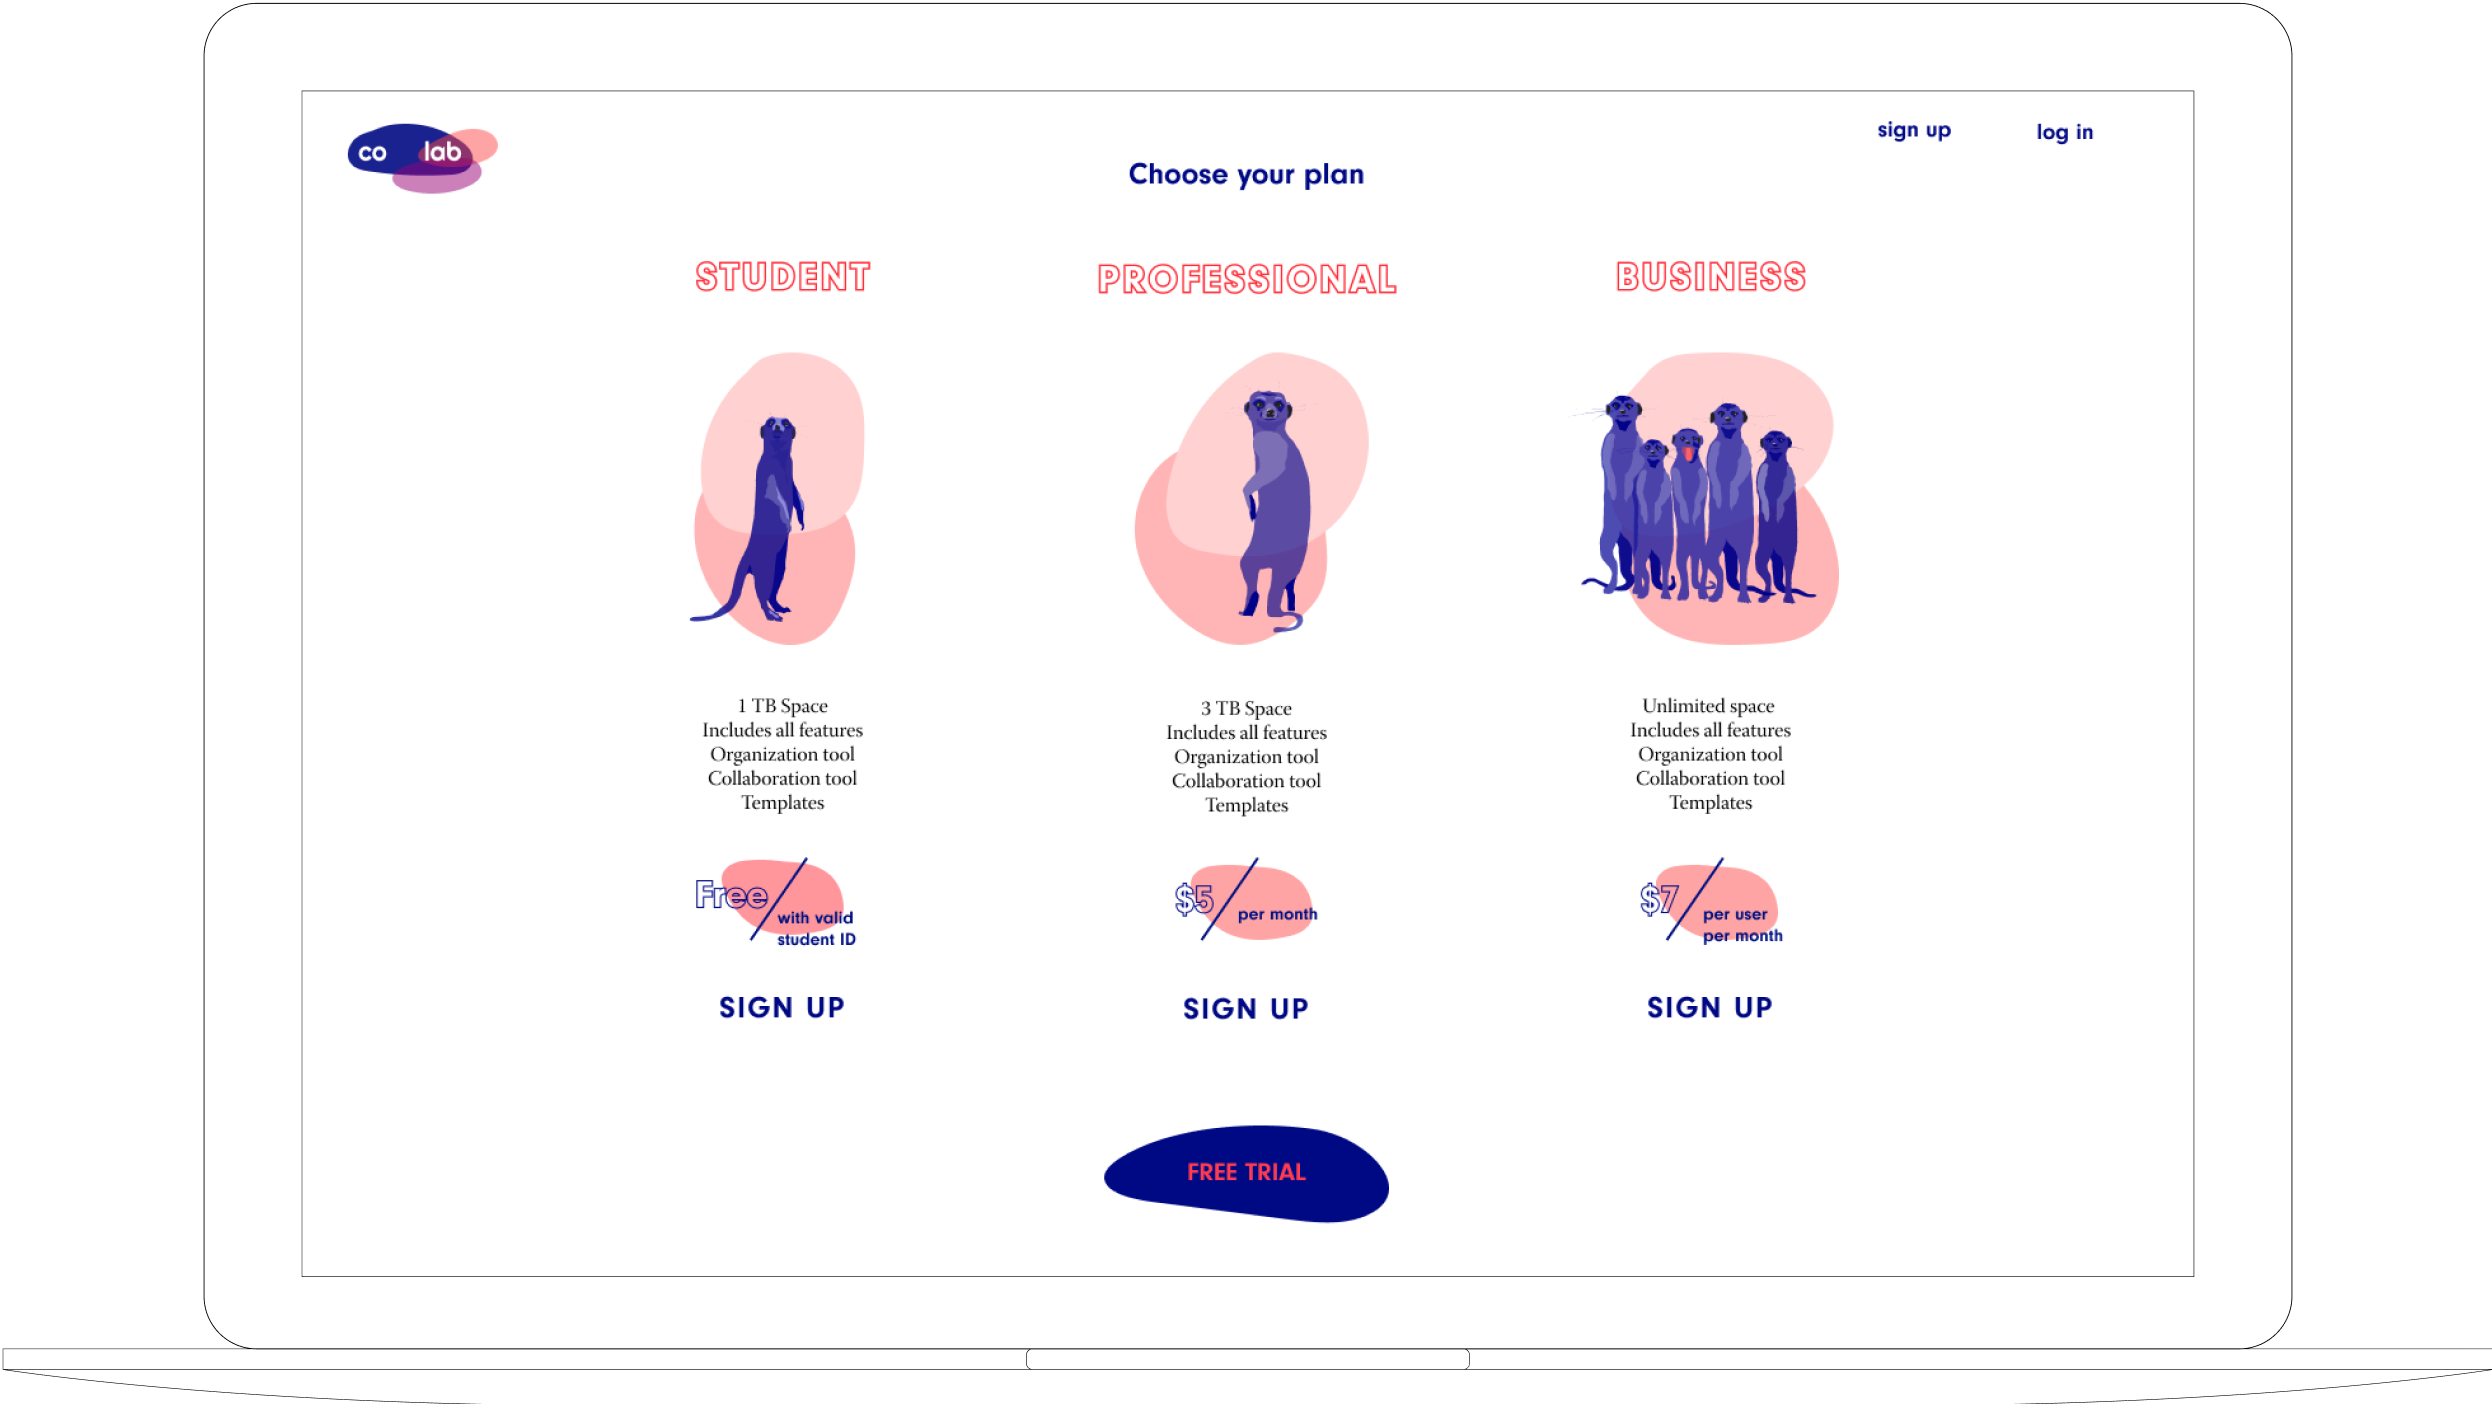 co lab
sign up
log in
Choose your plan
STUDENT
PROFESSIONAL
BUSINESS
1 TB Space
Includes all features
Organization tool
Collaboration tool
Templates
3 TB Space
Includes all features
Organization tool
Collaboration tool
Templates
Unlimited space
Includes all features
Organization tool
Collaboration tool
Templates
Free
with valid
student ID
$5
per month
$7
per user
per month
SIGN UP
SIGN UP
SIGN UP
FREE TRIAL